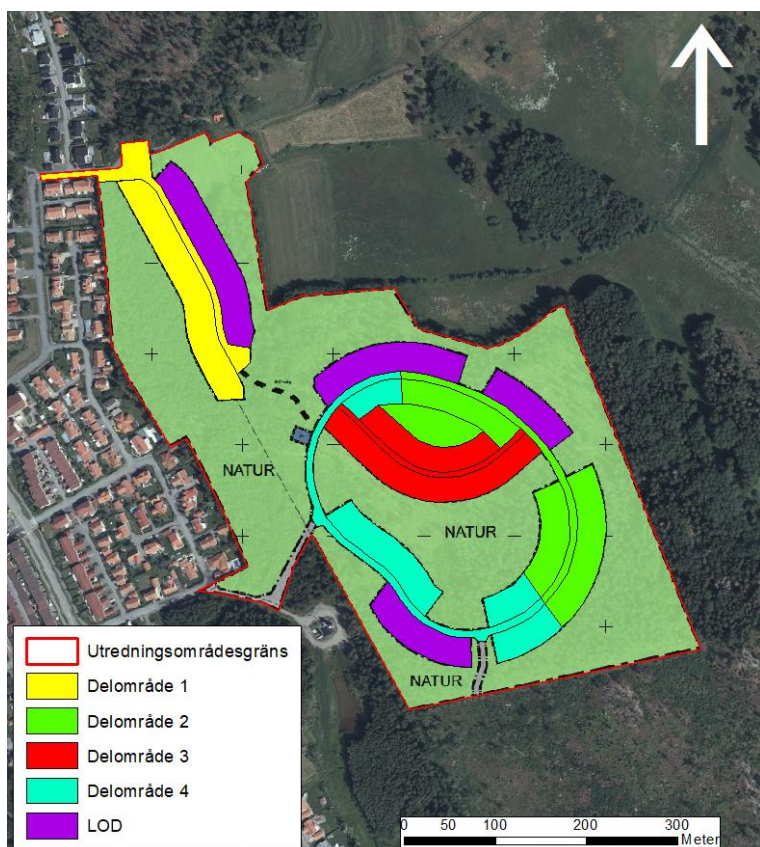 NATUR
NATUR
NATUR
Utredningsområdesgräns
Delområde 1
Delområde 2
Delområde 3
Delområde 4
LOD
0 50 100 200 300
Meter